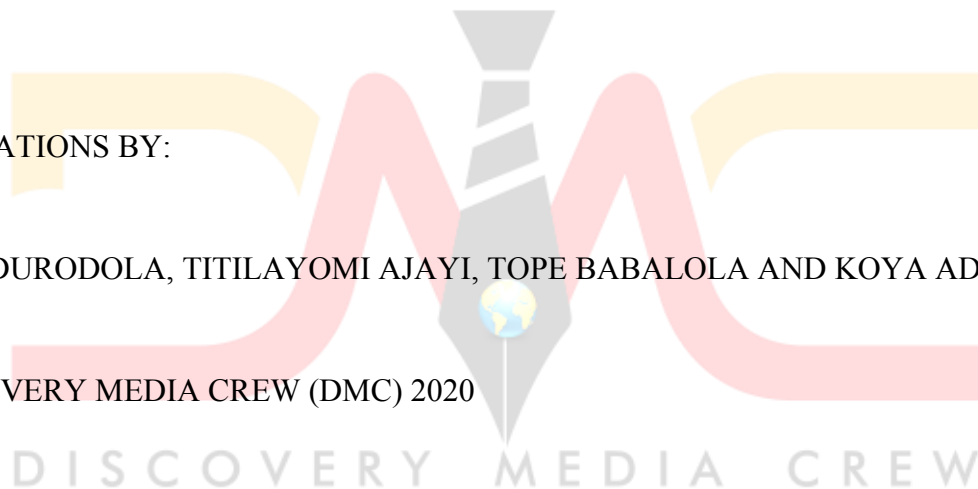 ATIONS BY:
DURODOLA, TITILAYOMI AJAYI, TOPE BABALOLA AND KOYA AD
VERY MEDIA CREW (DMC) 2020
DISCOVERY MEDIA CREW